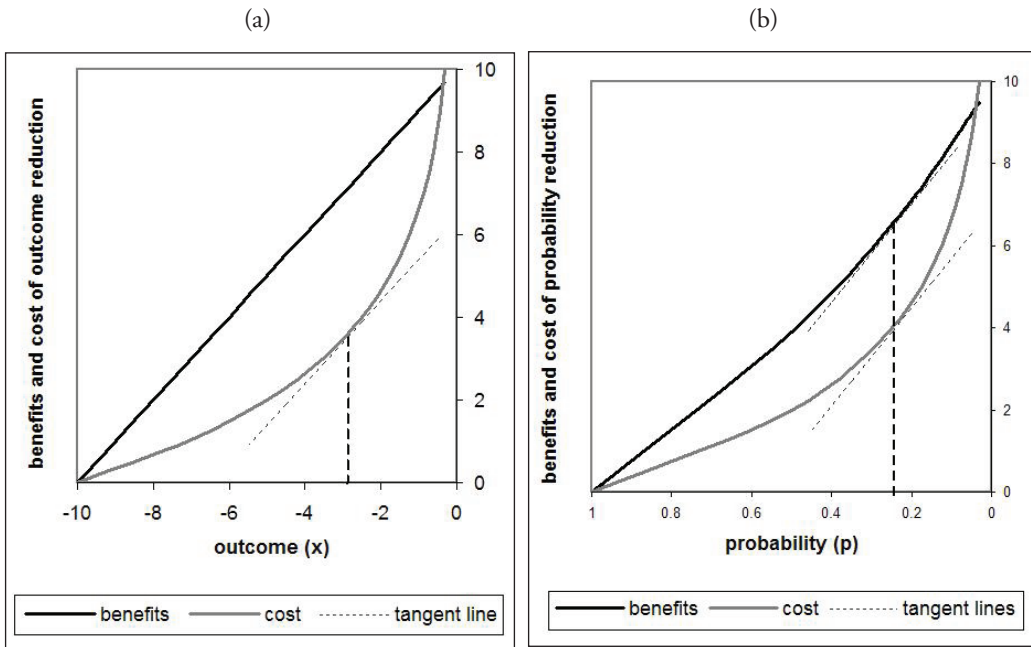 (a)
benefits and cost of outcome reduction
10
8
6
4
2
0
-10 -8 -6 -4 -2 0
outcome (x)
benefits cost tangent line
(b)
benefits and cost of probability reduction
10
8
6
4
2
0
1 0.8 0.6 0.4 0.2 0
probability (p)
benefits cost tangent lines